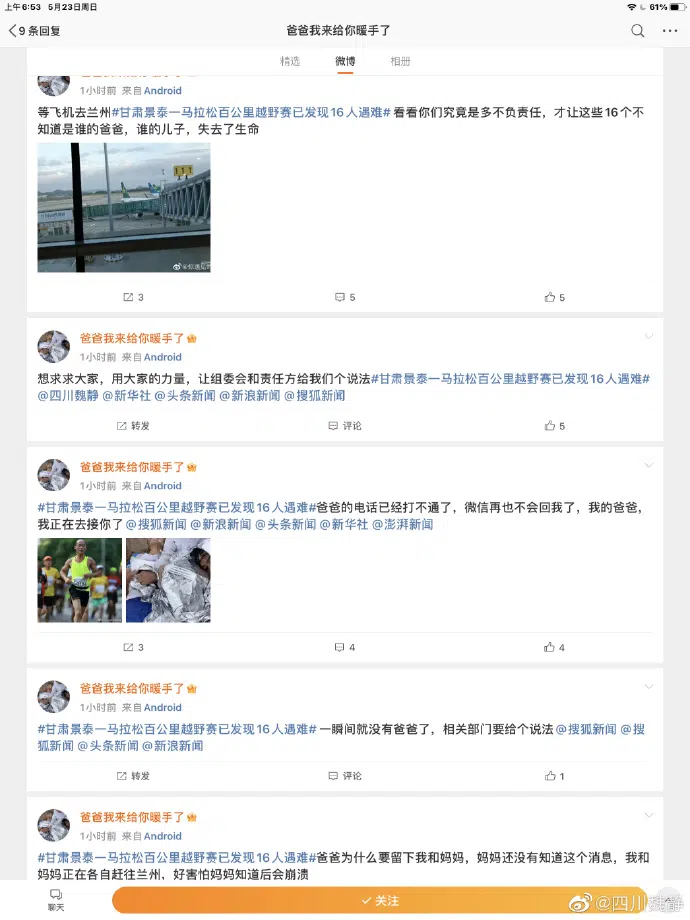 上午6:53 5月23日周日
61%
9 条回复
爸爸我来给你暖手了
精选 微博 相册
1小时前 来自 Android
等飞机去兰州#甘肃景泰一马拉松百公里越野赛已发现16人遇难# 看看你们究竟是多不负责任，才让这些16个不
知道是谁的爸爸，谁的儿子，失去了生命
111
3 5 5
爸爸我来给你暖手了
1小时前 来自 Android
想求求大家，用大家的力量，让组委会和责任方给我们个说法#甘肃景泰一马拉松百公里越野赛已发现16人遇难#
@四川魏静 @新华社 @头条新闻 @新浪新闻 @搜狐新闻
转发 评论 5
爸爸我来给你暖手了
1小时前 来自 Android
#甘肃景泰一马拉松百公里越野赛已发现16人遇难#爸爸的电话已经打不通了，微信再也不会回我了，我的爸爸，
我正在去接你了@搜狐新闻 @新浪新闻 @头条新闻 @新华社 @澎湃新闻
3 4 4
爸爸我来给你暖手了
1小时前 来自 Android
#甘肃景泰一马拉松百公里越野赛已发现16人遇难# 一瞬间就没有爸爸了，相关部门要给个说法@搜狐新闻 @搜
狐新闻 @头条新闻 @新浪新闻
转发 评论 1
爸爸我来给你暖手了
1小时前 来自 Android
#甘肃景泰一马拉松百公里越野赛已发现16人遇难#爸爸为什么要留下我和妈妈，妈妈还没有知道这个消息，我和
妈妈正在各自赶往兰州，好害怕妈妈知道后会崩溃
聊天
关注
@四川魏静